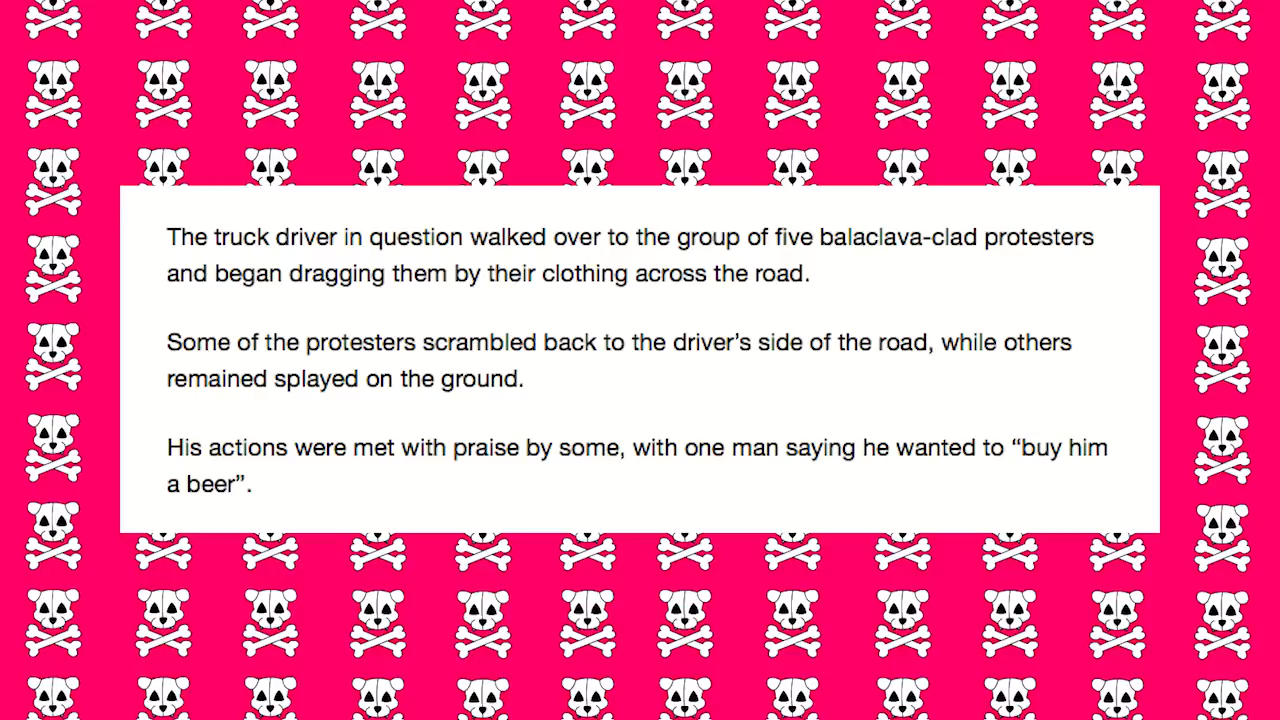 The truck driver in question walked over to the group of five balaclava-clad protesters
and began dragging them by their clothing across the road.
Some of the protesters scrambled back to the driver’s side of the road, while others
remained splayed on the ground.
His actions were met with praise by some, with one man saying he wanted to “buy him
a beer”.